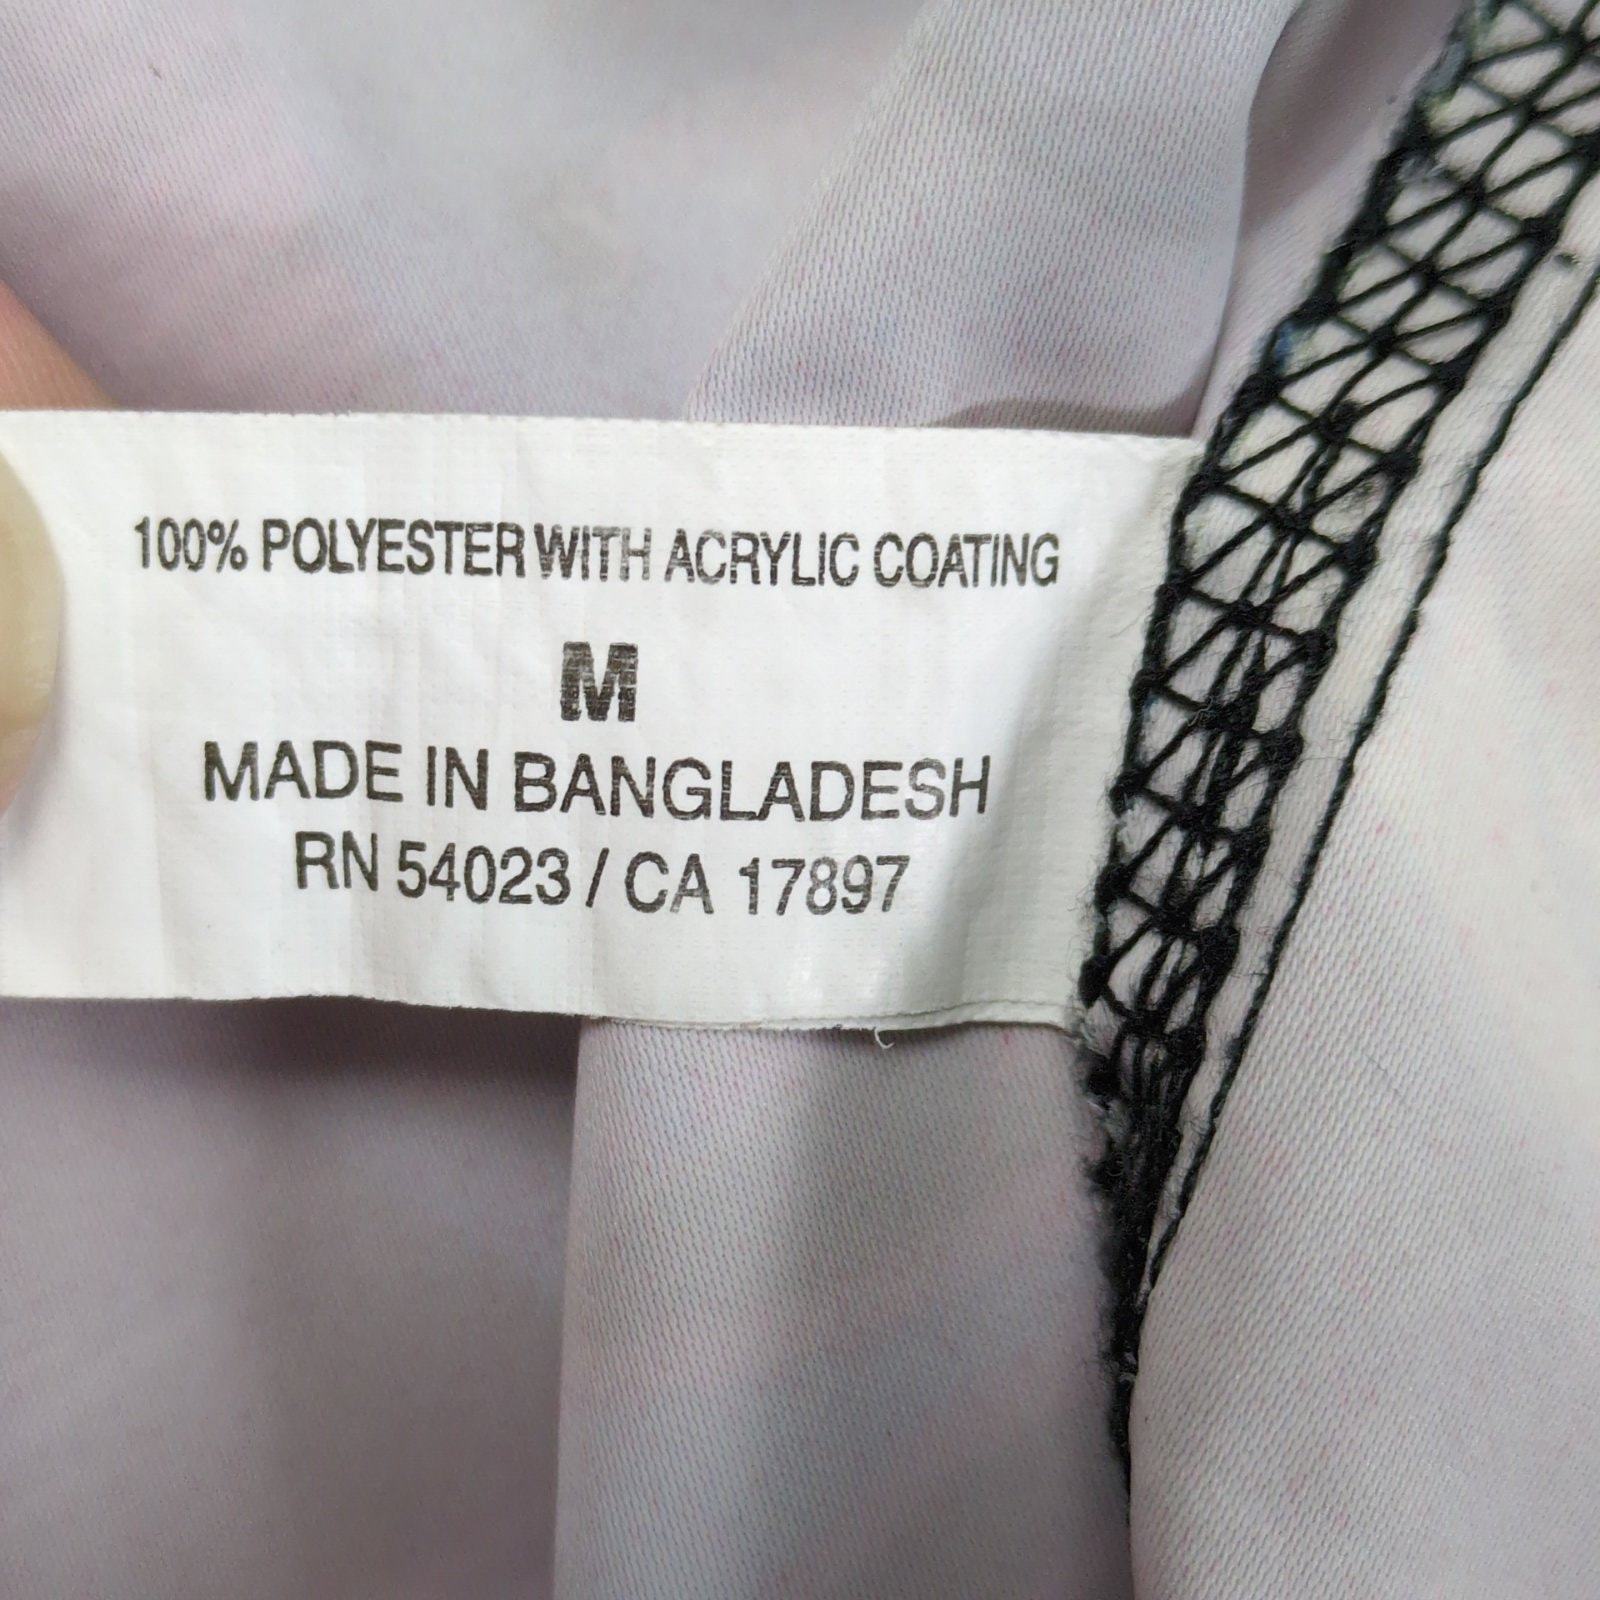 100% POLYESTER WITH ACRYLIC COATING
M
MADE IN BANGLADESH
RN 54023 / CA 17897